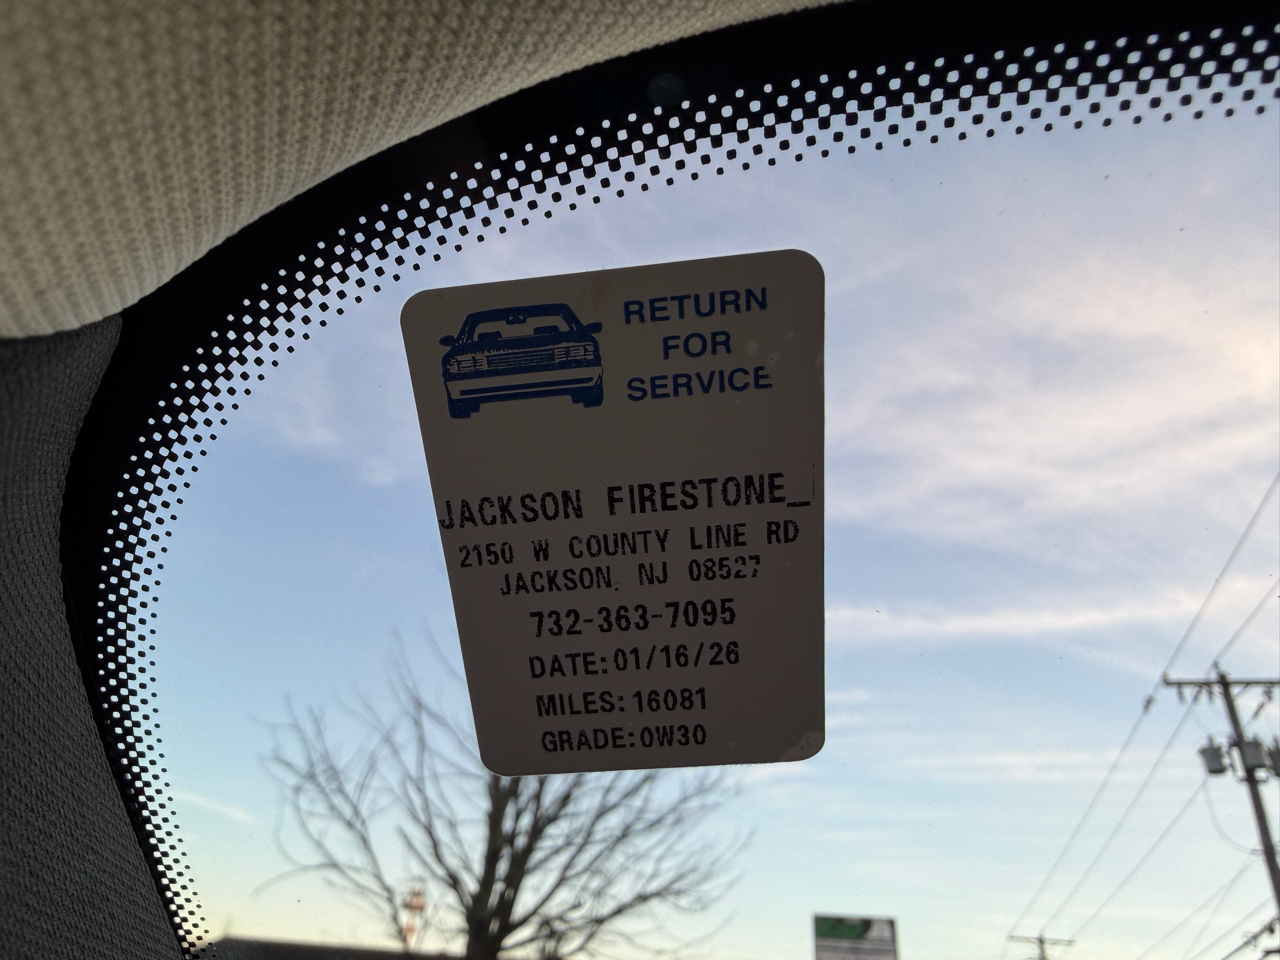 RETURN
FOR
SERVICE
JACKSON FIRESTONE_
2150 W COUNTY LINE RD
JACKSON, NJ 08527
732-363-7095
DATE:01/16/26
MILES:16081
GRADE:0W30